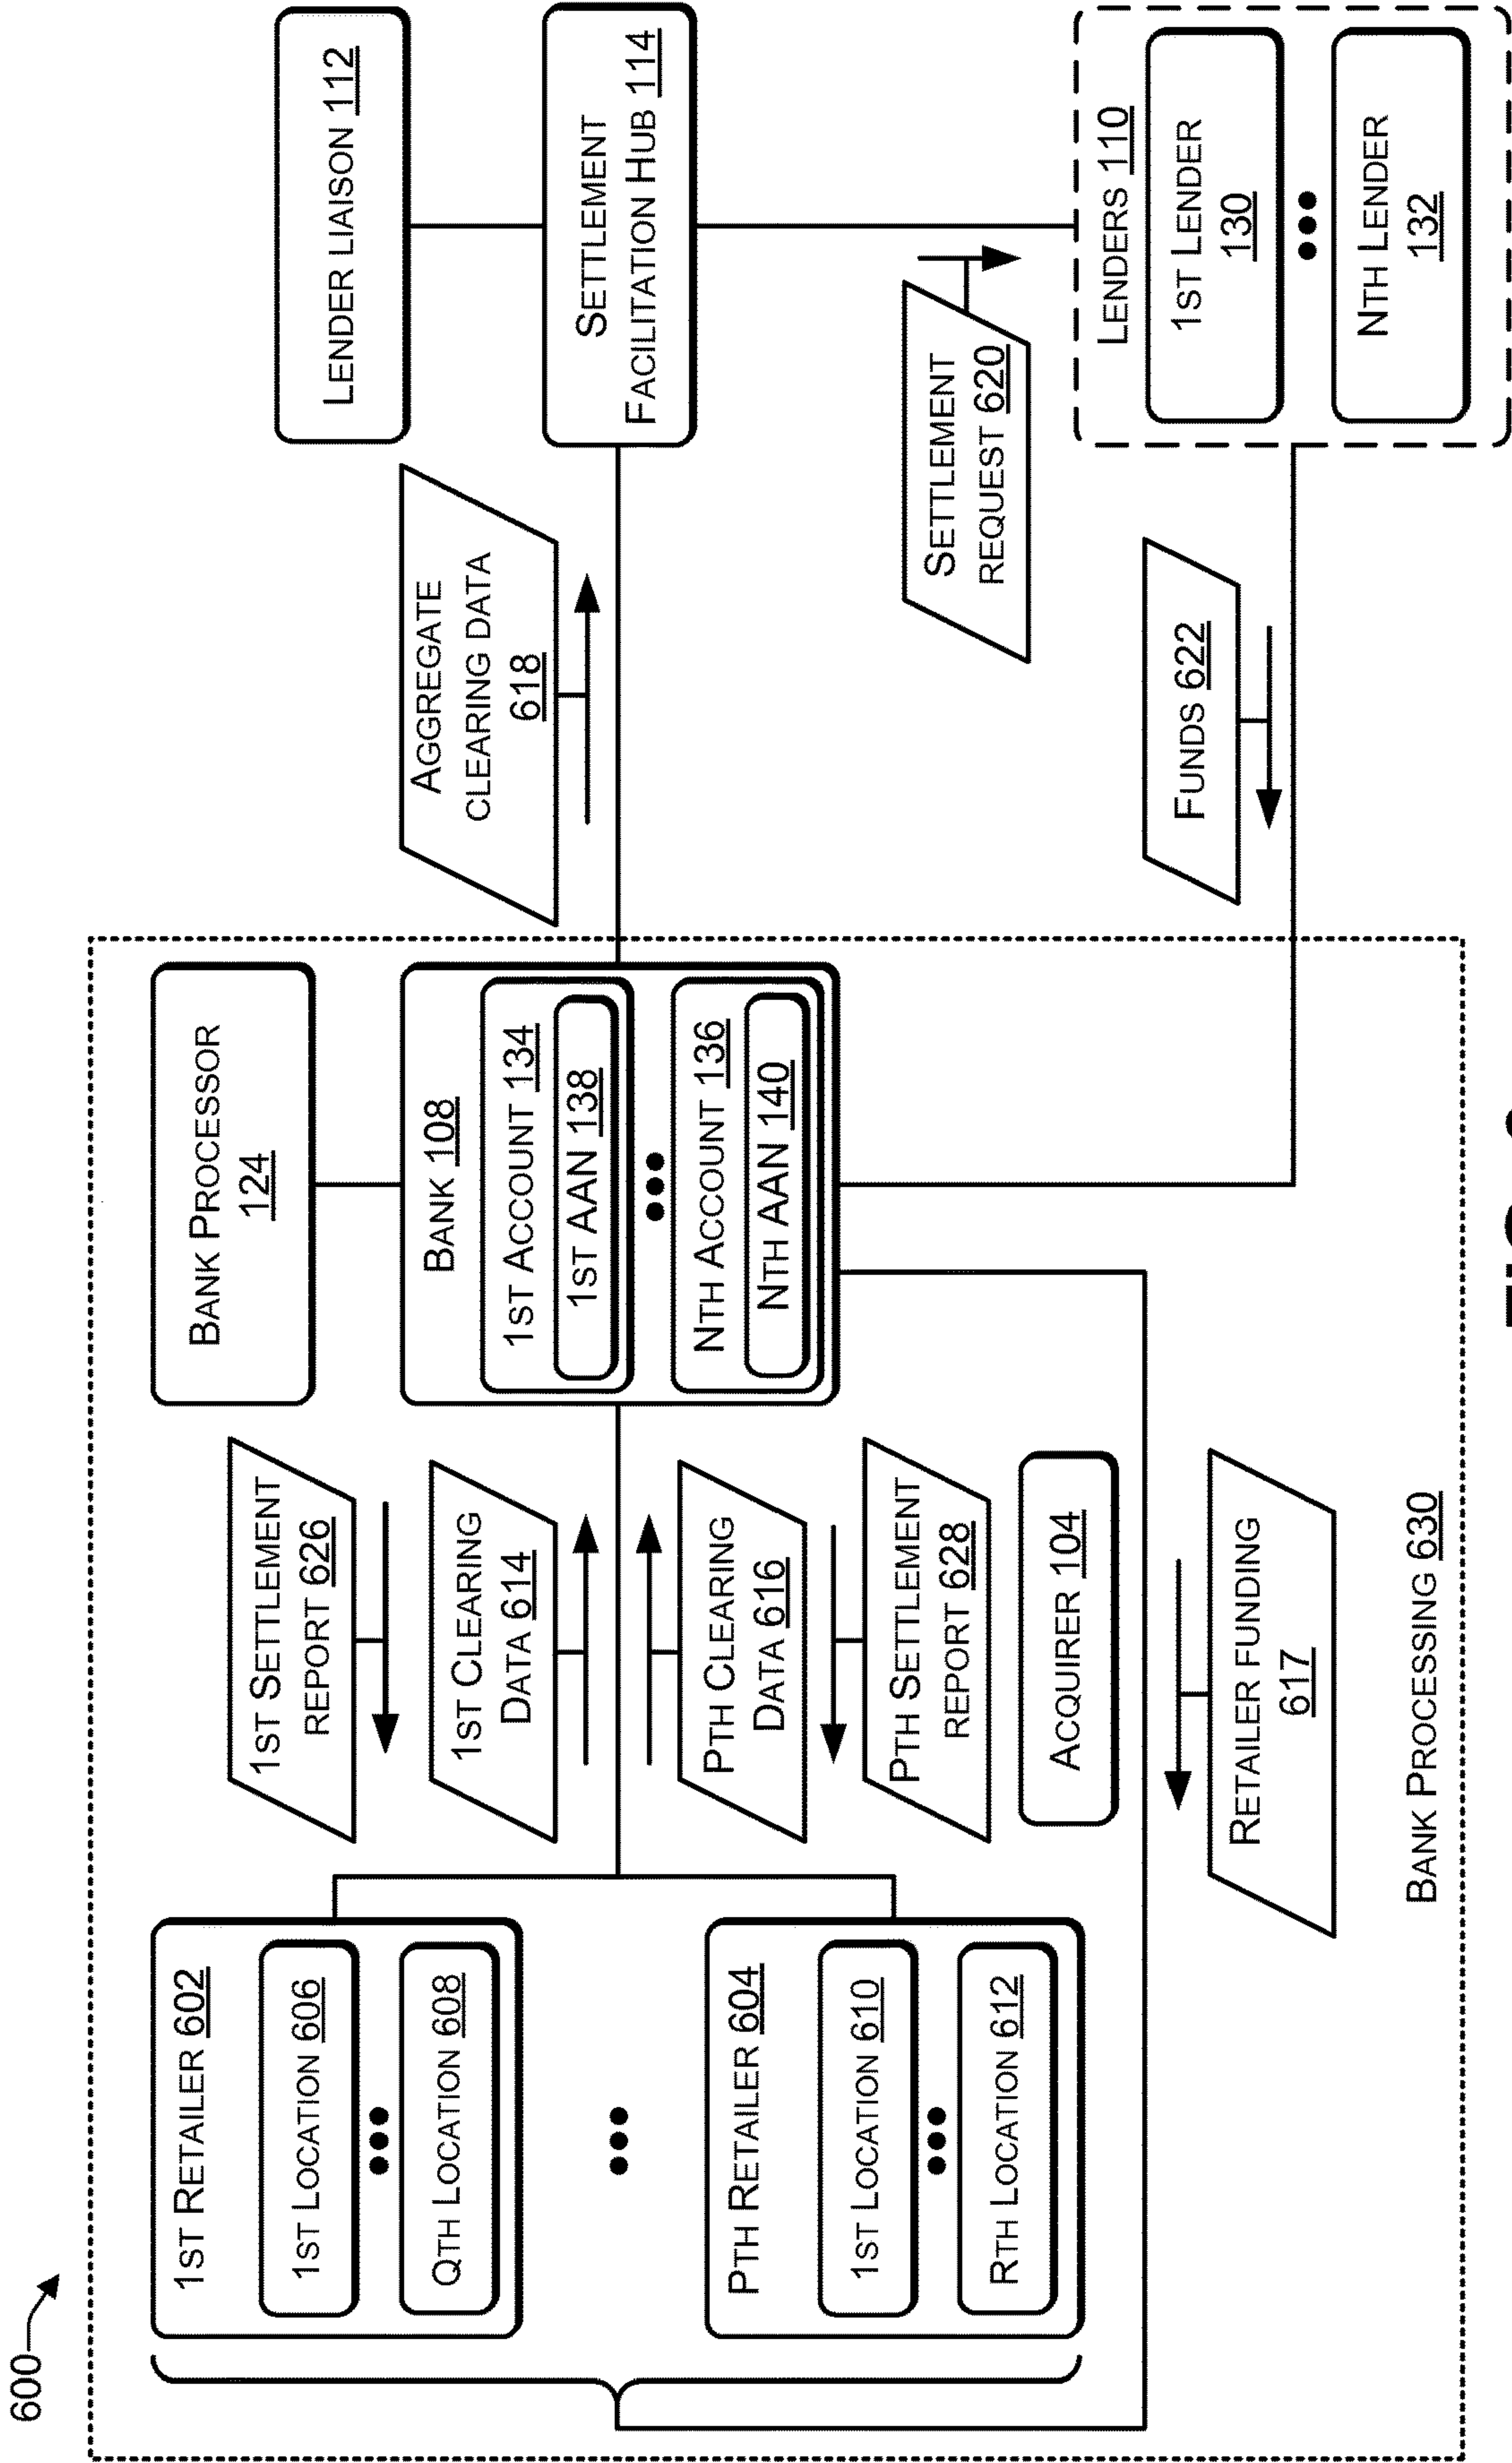 600
1ST RETAILER 602
1ST LOCATION 606
QTH LOCATION 608
PTH RETAILER 604
1ST LOCATION 610
RTH LOCATION 612
1ST SETTLEMENT
REPORT 626
1ST CLEARING
DATA 614
PTH CLEARING
DATA 616
PTH SETTLEMENT
REPORT 628
ACQUIRER 104
RETAILER FUNDING
617
BANK PROCESSING 630
BANK PROCESSOR
124
BANK 108
1ST ACCOUNT 134
1ST AAN 138
NTH ACCOUNT 136
NTH AAN 140
AGGREGATE
CLEARING DATA
618
FUNDS 622
SETTLEMENT
REQUEST 620
LENDER LIAISON 112
SETTLEMENT
FACILITATION HUB 114
LENDERS 110
1ST LENDER
130
NTH LENDER
132